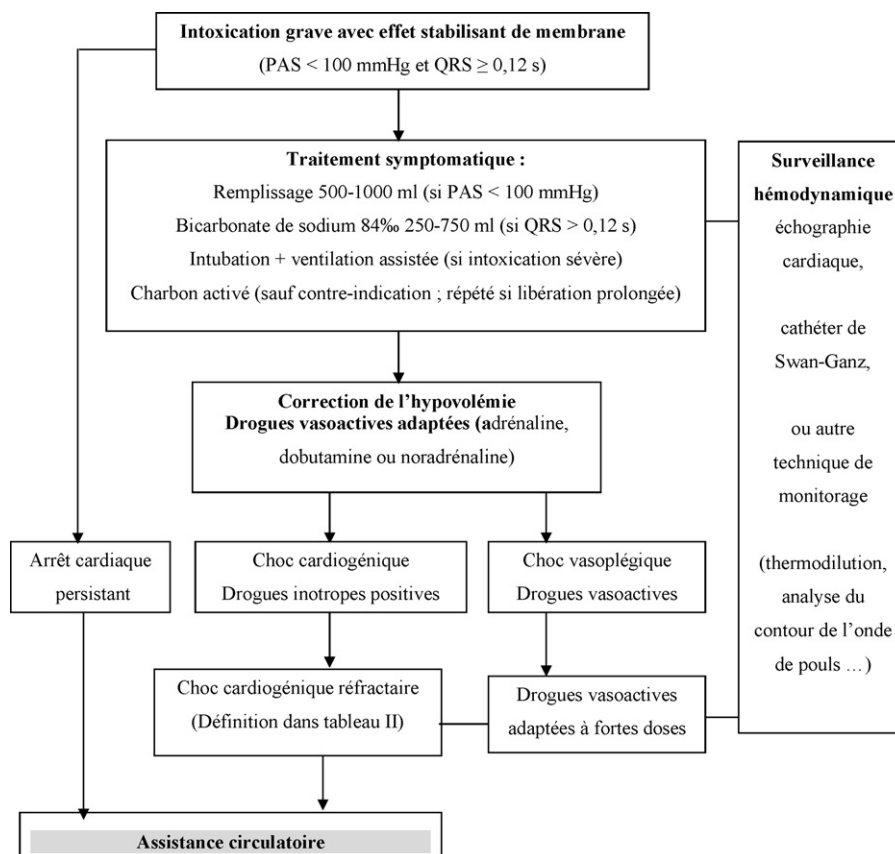 Intoxication grave avec effet stabilisant de membrane
(PAS < 100 mmHg et QRS ≥ 0,12 s)
Traitement symptomatique :
Remplissage 500-1000 ml (si PAS < 100 mmHg)
Bicarbonate de sodium 84‰ 250-750 ml (si QRS > 0,12 s)
Intubation + ventilation assistée (si intoxication sévère)
Charbon activé (sauf contre-indication ; répété si libération prolongée)
Surveillance
hémodynamique
échographie
cardiaque,
cathéter de
Swan-Ganz,
ou autre
technique de
monitorage
(thermodilution,
analyse du
contour de l’onde
de pouls …)
Correction de l’hypovolémie
Drogues vasoactives adaptées (adrénaline,
dobutamine ou noradrénaline)
Arrêt cardiaque
persistant
Choc cardiogénique
Drogues inotropes positives
Choc vasoplégique
Drogues vasoactives
Choc cardiogénique réfractaire
(Définition dans tableau II)
Drogues vasoactives
adaptées à fortes doses
Assistance circulatoire